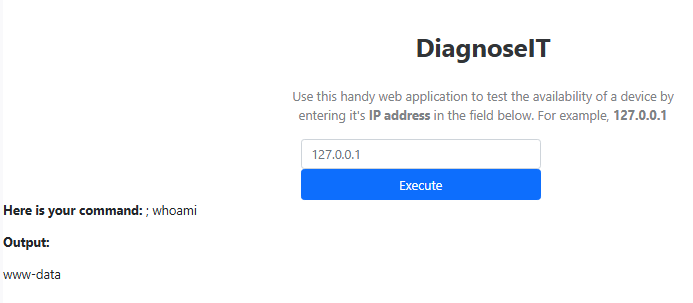 DiagnoseIT
Use this handy web application to test the availability of a device by
entering it's IP address in the field below. For example, 127.0.0.1
127.0.0.1
Execute
Here is your command: ; whoami
Output:
www-data